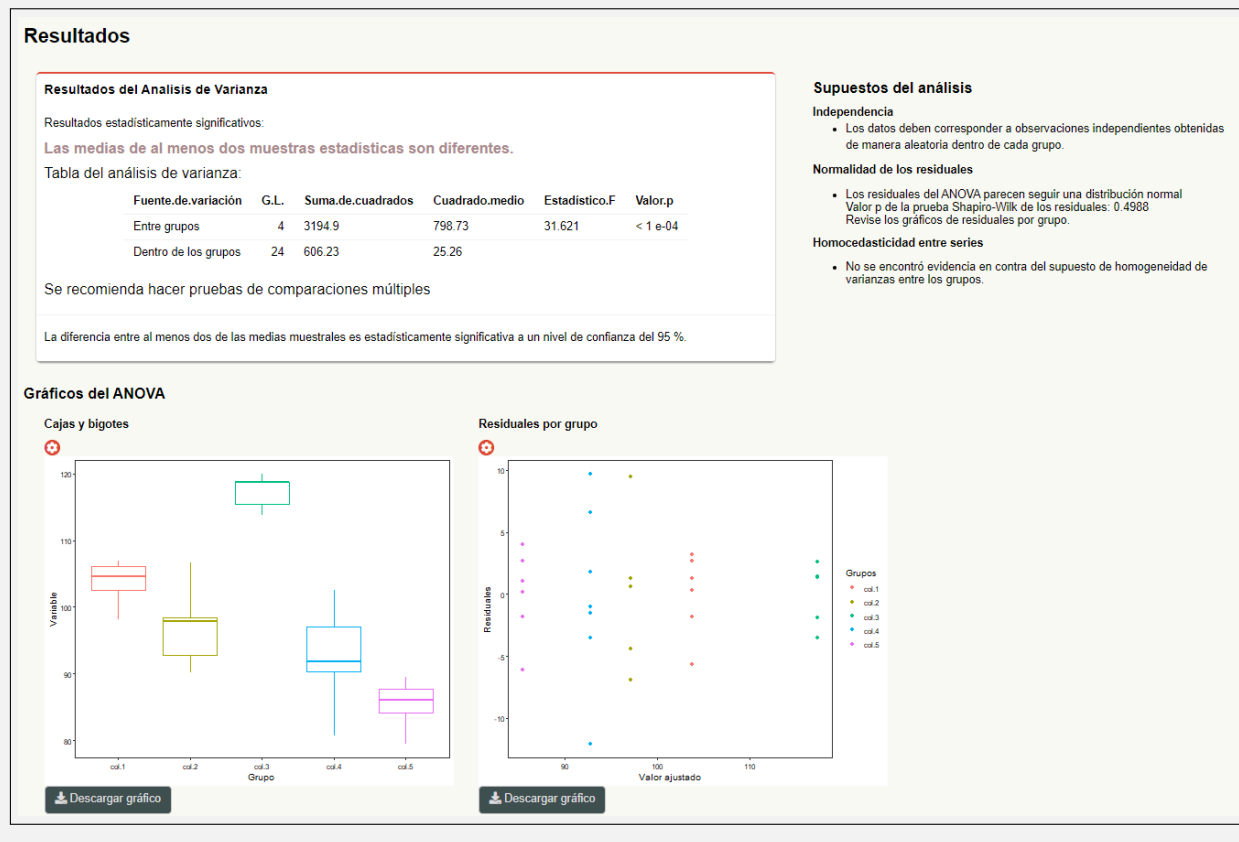 Resultados
Resultados del Analisis de Varianza
Resultados estadísticamente significativos:
Las medias de al menos dos muestras estadísticas son diferentes.
Tabla del análisis de varianza:
Fuente.de.variación G.L. Suma.de.cuadrados Cuadrado.medio Estadístico.F Valor.p
Entre grupos 4 3194.9 798.73 31.621 < 1 e-04
Dentro de los grupos 24 606.23 25.26
Se recomienda hacer pruebas de comparaciones múltiples
La diferencia entre al menos dos de las medias muestrales es estadísticamente significativa a un nivel de confianza del 95 %.
Supuestos del análisis
Independencia
• Los datos deben corresponder a observaciones independientes obtenidas
de manera aleatoria dentro de cada grupo.
Normalidad de los residuales
• Los residuales del ANOVA parecen seguir una distribución normal
Valor p de la prueba Shapiro-Wilk de los residuales: 0.4988
Revise los gráficos de residuales por grupo.
Homocedasticidad entre series
• No se encontró evidencia en contra del supuesto de homogeneidad de
varianzas entre los grupos.
Gráficos del ANOVA
Cajas y bigotes
Variable
120
110
100
90
80
col.1 col.2 col.3 col.4 col.5
Grupo
Descargar gráfico
Residuales por grupo
Residuales
10
5
0
-5
-10
90 100 110
Valor ajustado
Grupos
col.1
col.2
col.3
col.4
col.5
Descargar gráfico